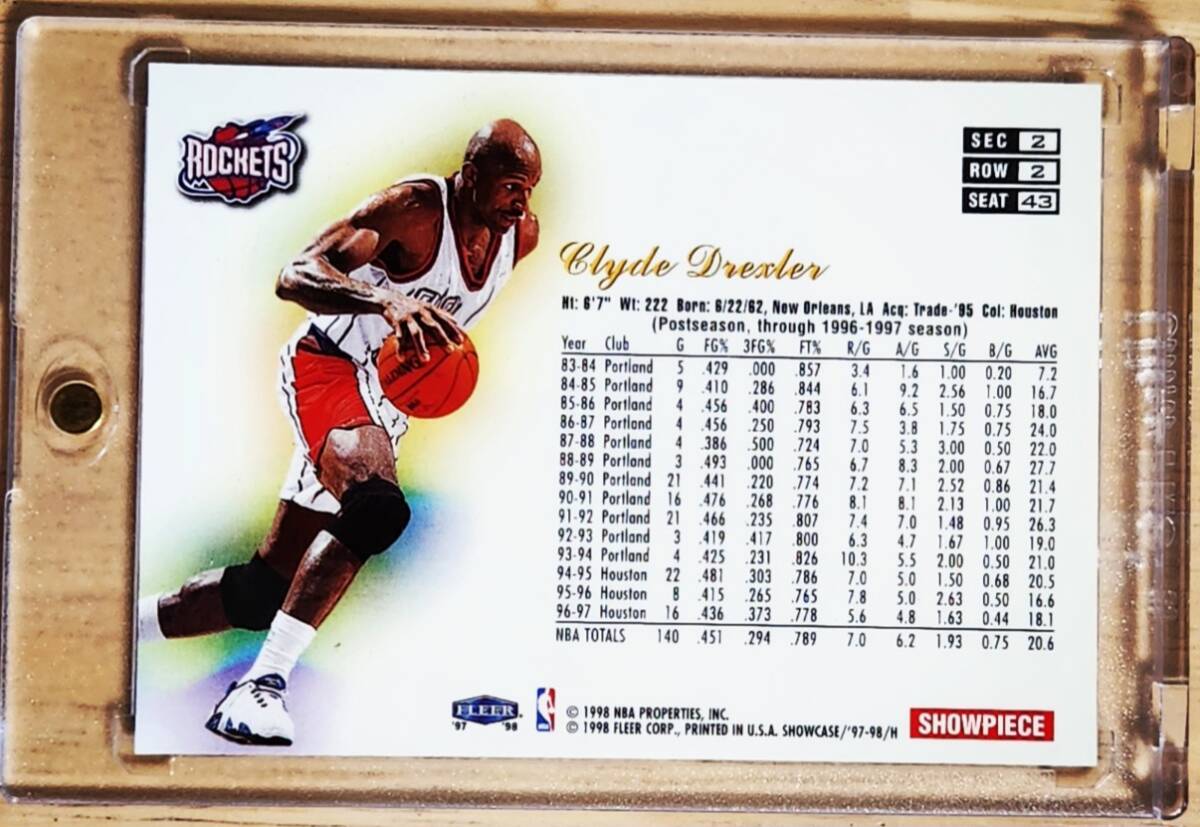 ROCKETS
SEC 2
ROW 2
SEAT 43
Clyde Drexler
Ht: 6'7" Wt: 222 Born: 6/22/62, New Orleans, LA Acq: Trade-'95 Col: Houston
(Postseason, through 1996-1997 season)
Year Club G FG% 3FG% FT% R/G A/G S/G B/G AVG
83-84 Portland 5 .429 .000 .857 3.4 1.6 1.00 0.20 7.2
84-85 Portland 9 .410 .286 .844 6.1 9.2 2.56 1.00 16.7
85-86 Portland 4 .456 .400 .783 6.3 6.5 1.50 0.75 18.0
86-87 Portland 4 .456 .250 .793 7.5 3.8 1.75 0.75 24.0
87-88 Portland 4 .386 .500 .724 7.0 5.3 3.00 0.50 22.0
88-89 Portland 3 .493 .000 .765 6.7 8.3 2.00 0.67 27.7
89-90 Portland 21 .441 .220 .774 7.2 7.1 2.52 0.86 21.4
90-91 Portland 16 .476 .268 .776 8.1 8.1 2.13 1.00 21.7
91-92 Portland 21 .466 .235 .807 7.4 7.0 1.48 0.95 26.3
92-93 Portland 3 .419 .417 .800 6.3 4.7 1.67 1.00 19.0
93-94 Portland 4 .425 .231 .826 10.3 5.5 2.00 0.50 21.0
94-95 Houston 22 .481 .303 .786 7.0 5.0 1.50 0.68 20.5
95-96 Houston 8 .415 .265 .765 7.8 5.0 2.63 0.50 16.6
96-97 Houston 16 .436 .373 .778 5.6 4.8 1.63 0.44 18.1
NBA TOTALS 140 .451 .294 .789 7.0 6.2 1.93 0.75 20.6
FLEER
'97 '98
© 1998 NBA PROPERTIES, INC.
© 1998 FLEER CORP., PRINTED IN U.S.A. SHOWCASE/'97-98/H
SHOWPIECE